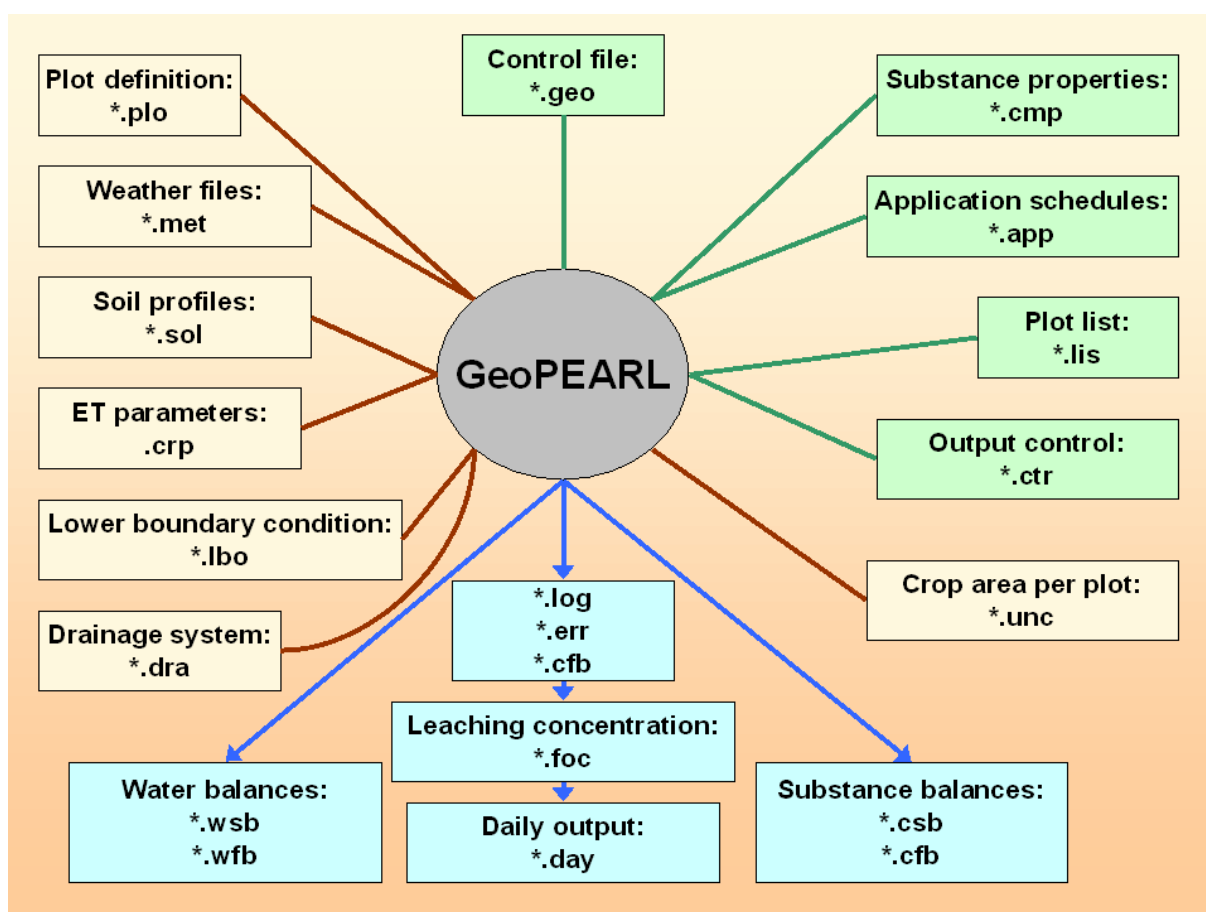 Plot definition:
*.plo
Weather files:
*.met
Soil profiles:
*.sol
ET parameters:
.crp
Lower boundary condition:
*.lbo
Drainage system:
*.dra
Control file:
*.geo
GeoPEARL
Substance properties:
*.cmp
Application schedules:
*.app
Plot list:
*.lis
Output control:
*.ctr
Crop area per plot:
*.unc
*.log
*.err
*.cfb
Leaching concentration:
*.foc
Daily output:
*.day
Water balances:
*.wsb
*.wfb
Substance balances:
*.csb
*.cfb